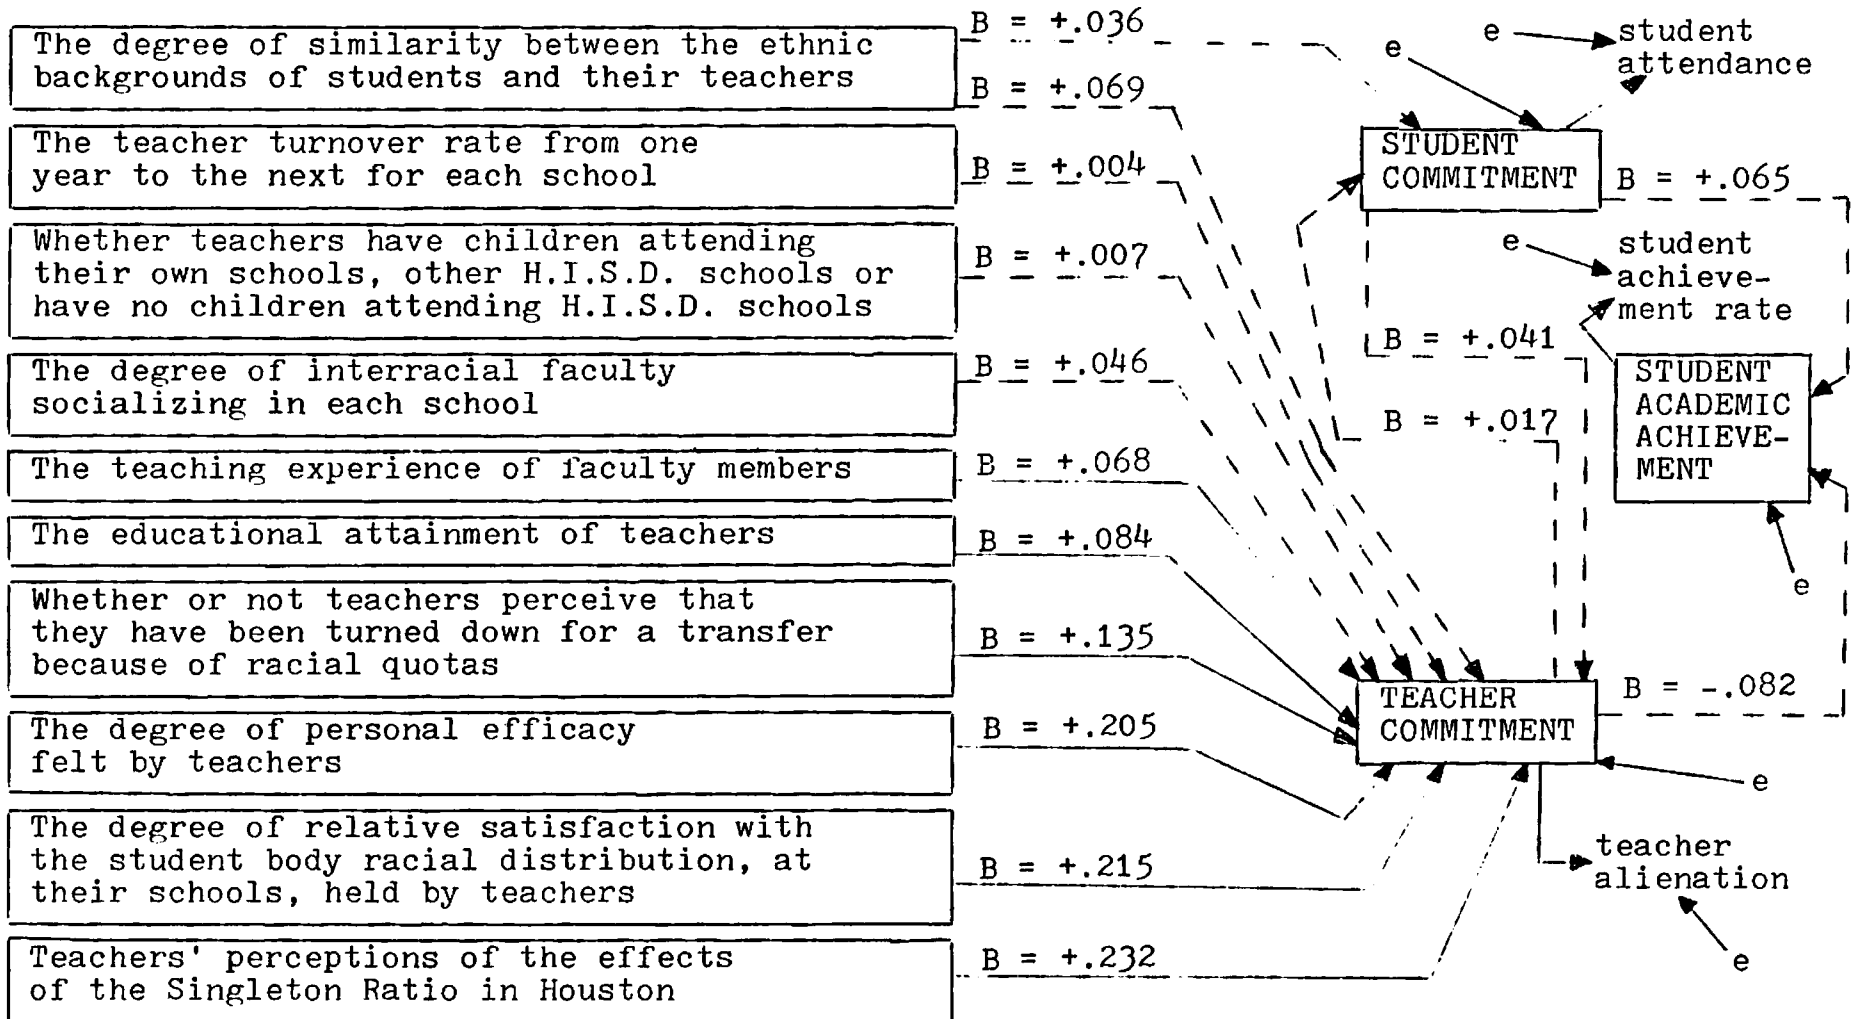 The degree of similarity between the ethnic
backgrounds of students and their teachers
B = +.036
B = +.069
The teacher turnover rate from one
year to the next for each school
B = +.004
Whether teachers have children attending
their own schools, other H.I.S.D. schools or
have no children attending H.I.S.D. schools
B = +.007
The degree of interracial faculty
socializing in each school
B = +.046
The teaching experience of faculty members
B = +.068
The educational attainment of teachers
B = +.084
Whether or not teachers perceive that
they have been turned down for a transfer
because of racial quotas
B = +.135
The degree of personal efficacy
felt by teachers
B = +.205
The degree of relative satisfaction with
the student body racial distribution, at
their schools, held by teachers
B = +.215
Teachers' perceptions of the effects
of the Singleton Ratio in Houston
B = +.232
e
e
student
attendance
STUDENT
COMMITMENT
B = +.065
e
student
achieve-
ment rate
B = +.041
B = +.017
STUDENT
ACADEMIC
ACHIEVE-
MENT
e
TEACHER
COMMITMENT
B = -.082
e
teacher
alienation
e